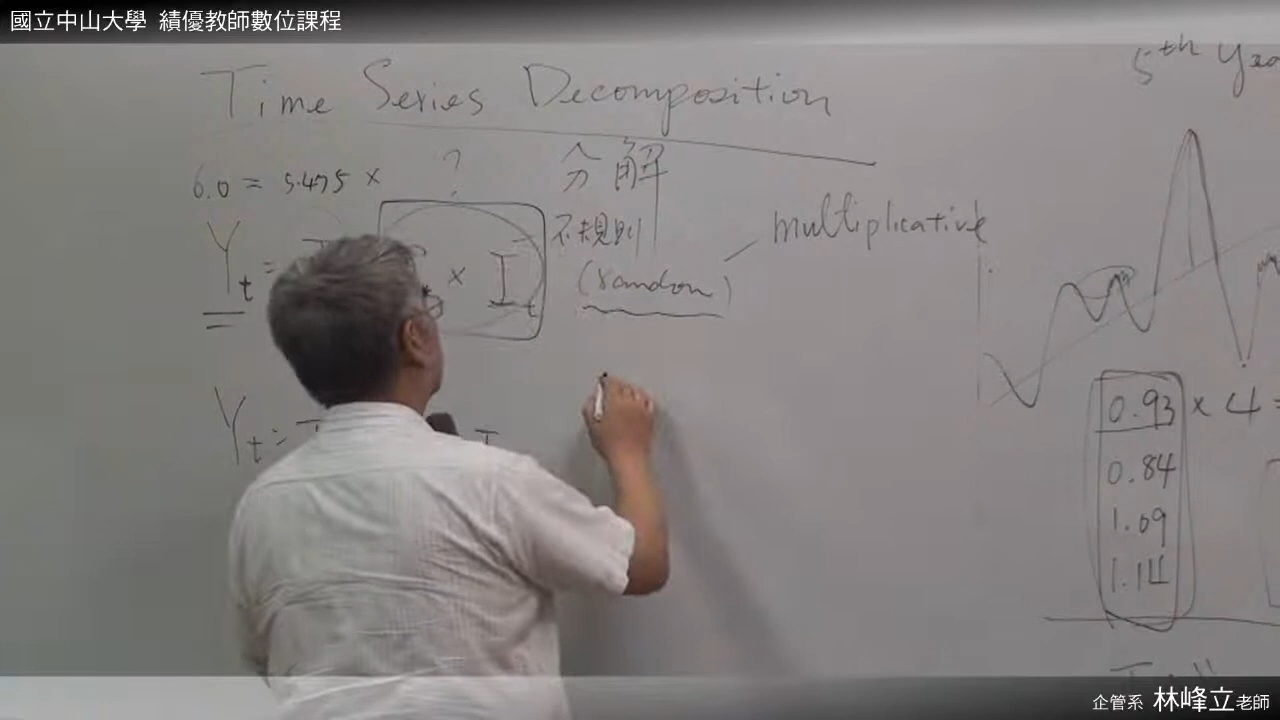 國立中山大學 績優教師數位課程
5th Yea
Time Series Decomposition
6.0 = 5.475 × ?
分解
不規則
multiplicative
Yt =
× It
(random)
Yt =
0.93 × 4 =
0.84
1.09
1.14
企管系 林峰立老師